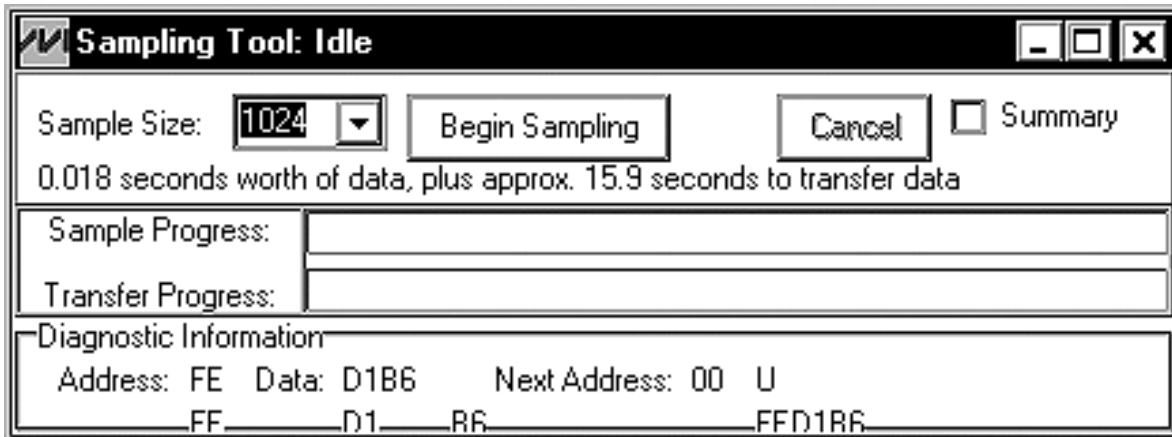 Sampling Tool: Idle
Sample Size: 1024 Begin Sampling Cancel Summary
0.018 seconds worth of data, plus approx. 15.9 seconds to transfer data
Sample Progress:
Transfer Progress:
Diagnostic Information
Address: FE Data: D1B6 Next Address: 00 U
FE D1 B6 FED1B6